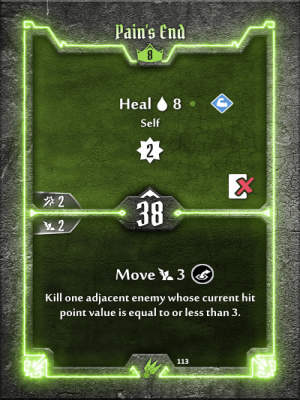 Pain's End
8
Heal 8
Self
2
2
38
2
Move 3
Kill one adjacent enemy whose current hit
point value is equal to or less than 3.
113